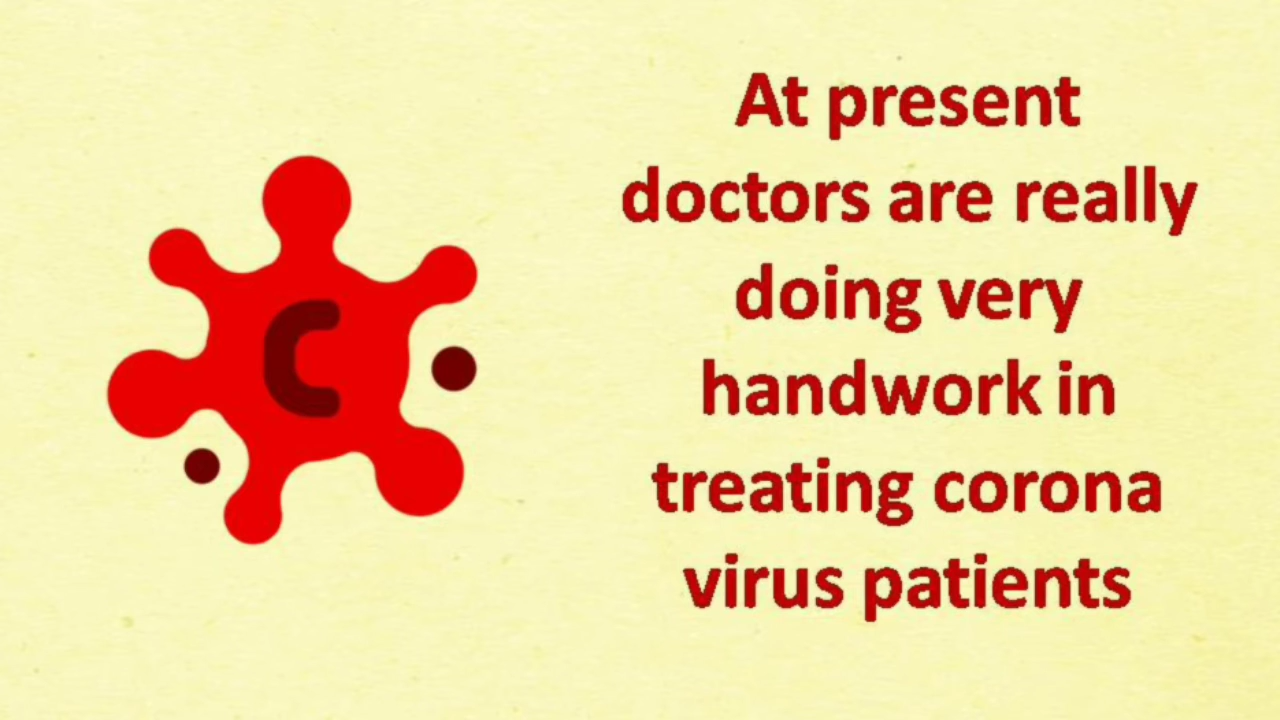 At present
doctors are really
doing very
handwork in
treating corona
virus patients
C